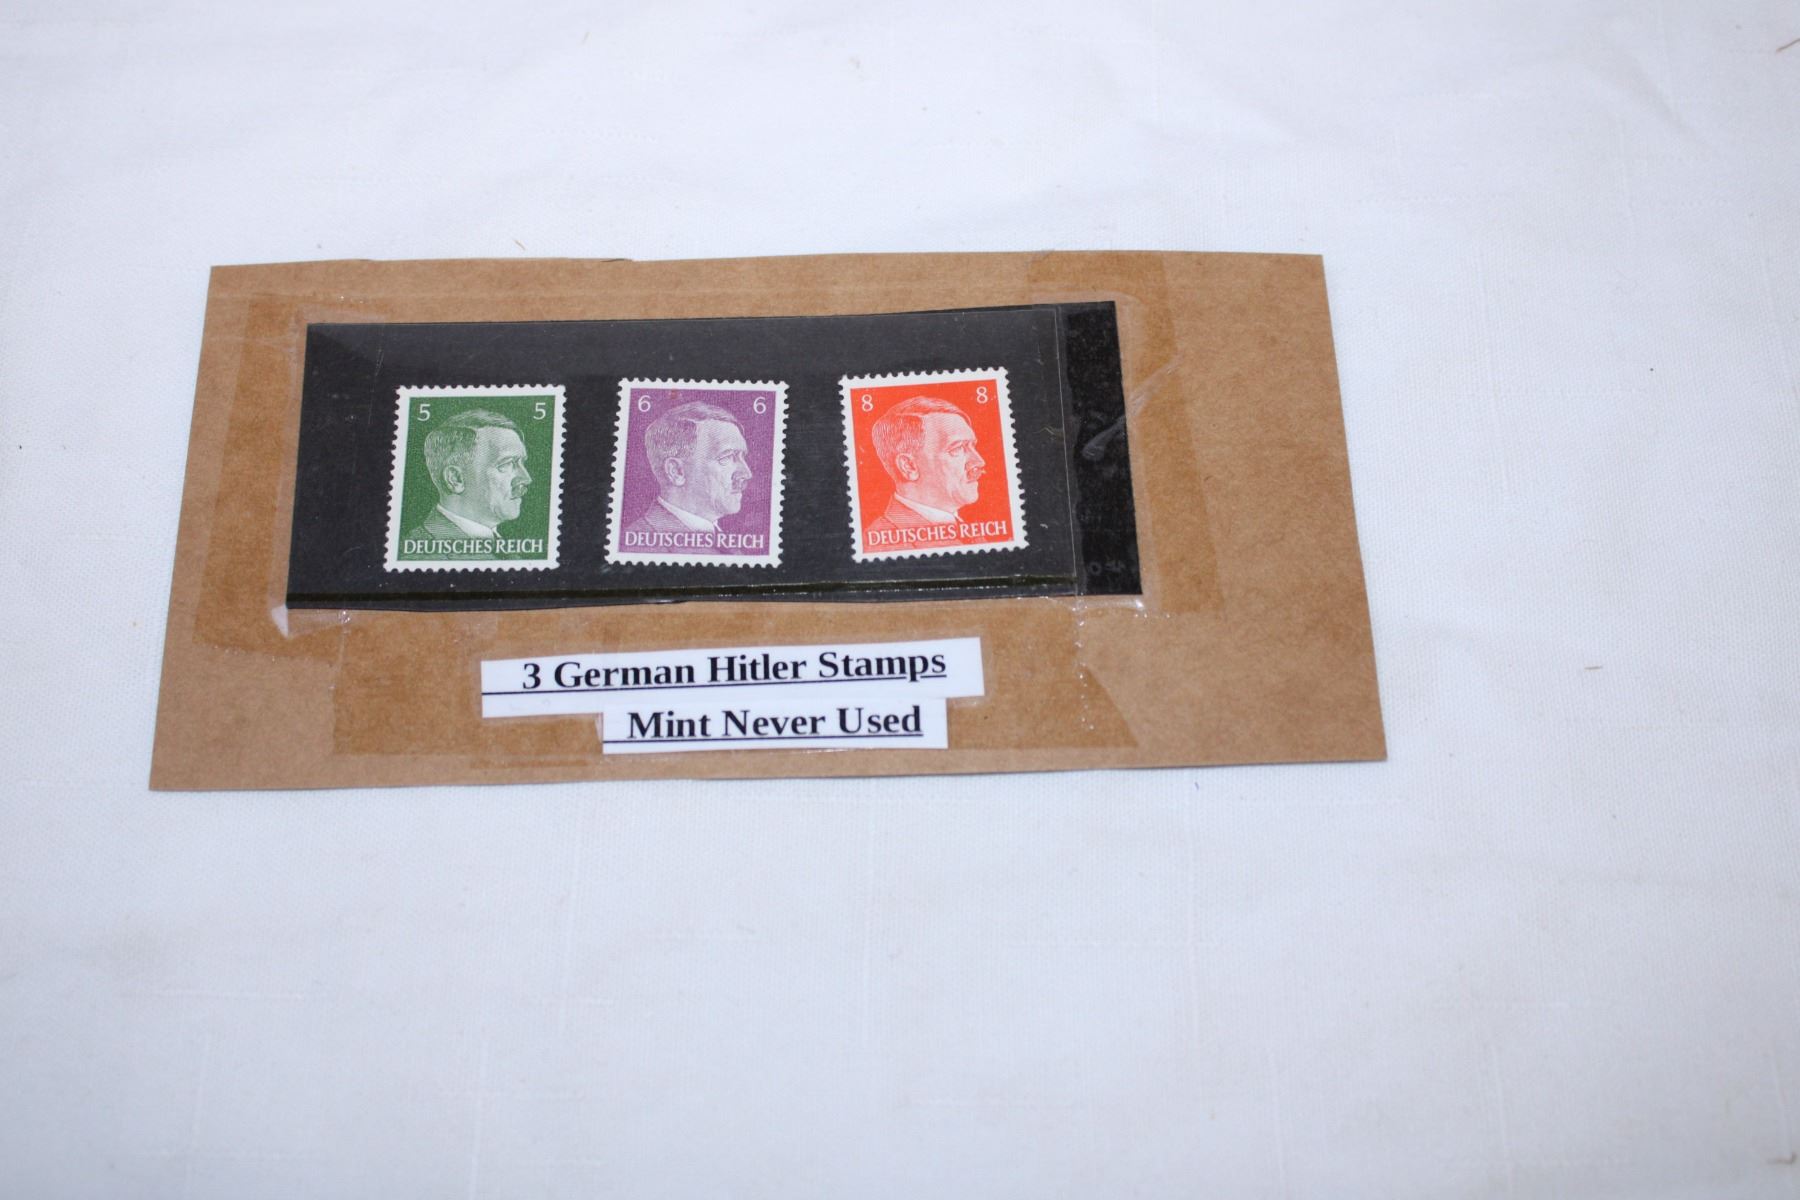 5 5
DEUTSCHES REICH
6 6
DEUTSCHES REICH
8 8
DEUTSCHES REICH
3 German Hitler Stamps
Mint Never Used